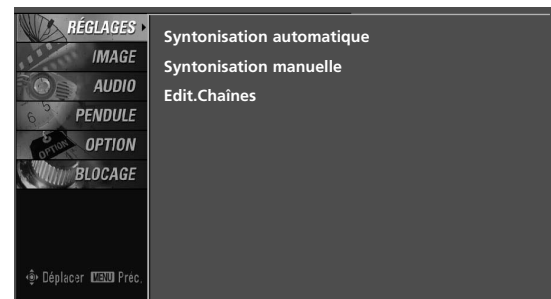 RÉGLAGES
IMAGE
AUDIO
PENDULE
OPTION
BLOCAGE
Syntonisation automatique
Syntonisation manuelle
Edit.Chaînes
Déplacer MENU Préc.